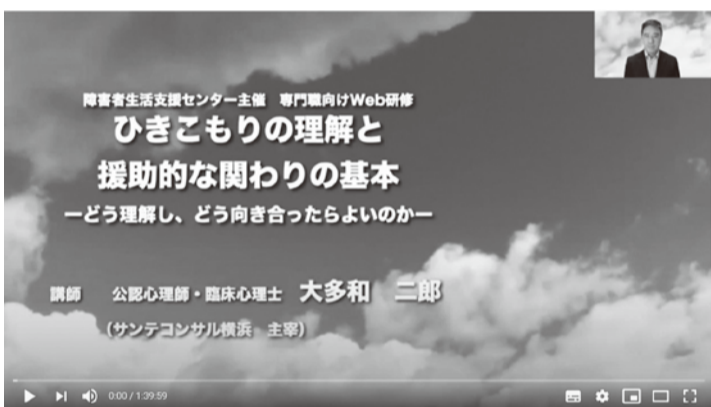 障害者生活支援センター主催　専門職向けWeb研修
ひきこもりの理解と
援助的な関わりの基本
ーどう理解し、どう向き合ったらよいのかー
講師　公認心理師・臨床心理士　大多和　二郎
（サンテコンサル横浜　主宰）
0:00 / 1:39:59